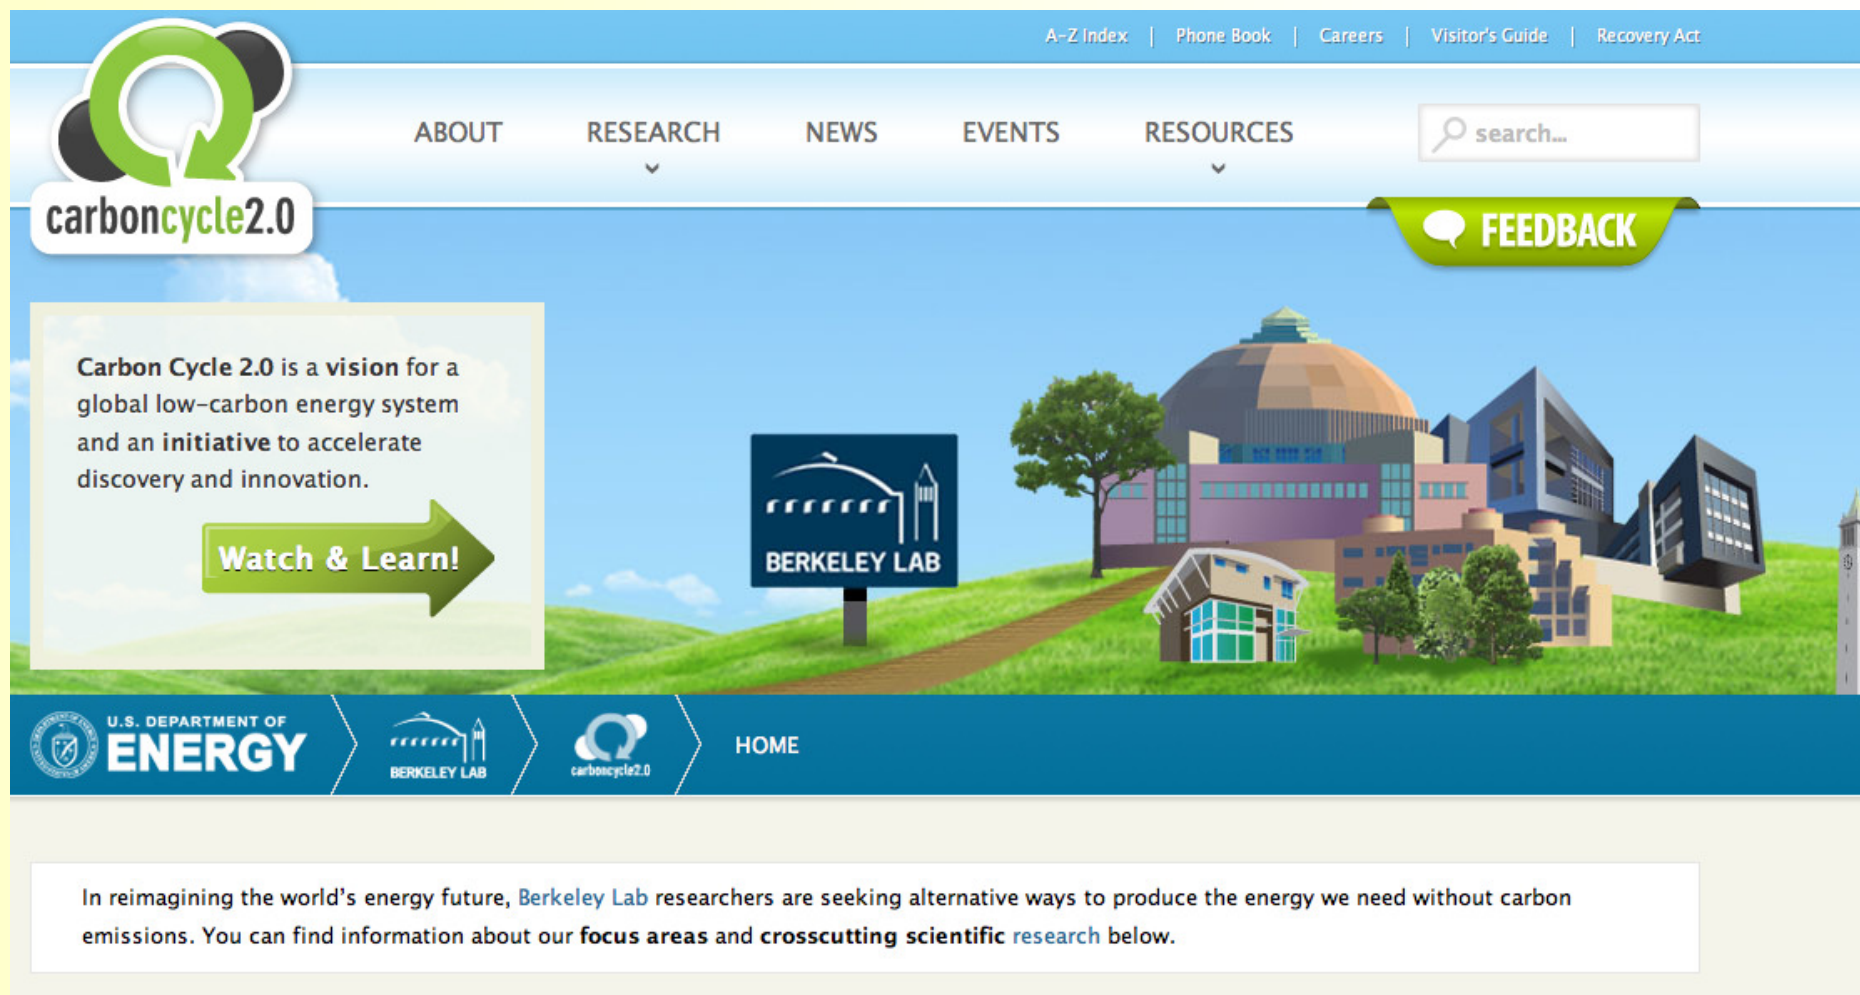 A-Z Index | Phone Book | Careers | Visitor's Guide | Recovery Act
ABOUT RESEARCH NEWS EVENTS RESOURCES search...
carboncycle2.0
FEEDBACK
Carbon Cycle 2.0 is a vision for a
global low-carbon energy system
and an initiative to accelerate
discovery and innovation.
Watch & Learn!
BERKELEY LAB
U.S. DEPARTMENT OF
ENERGY
BERKELEY LAB
carboncycle2.0
HOME
In reimagining the world's energy future, Berkeley Lab researchers are seeking alternative ways to produce the energy we need without carbon
emissions. You can find information about our focus areas and crosscutting scientific research below.